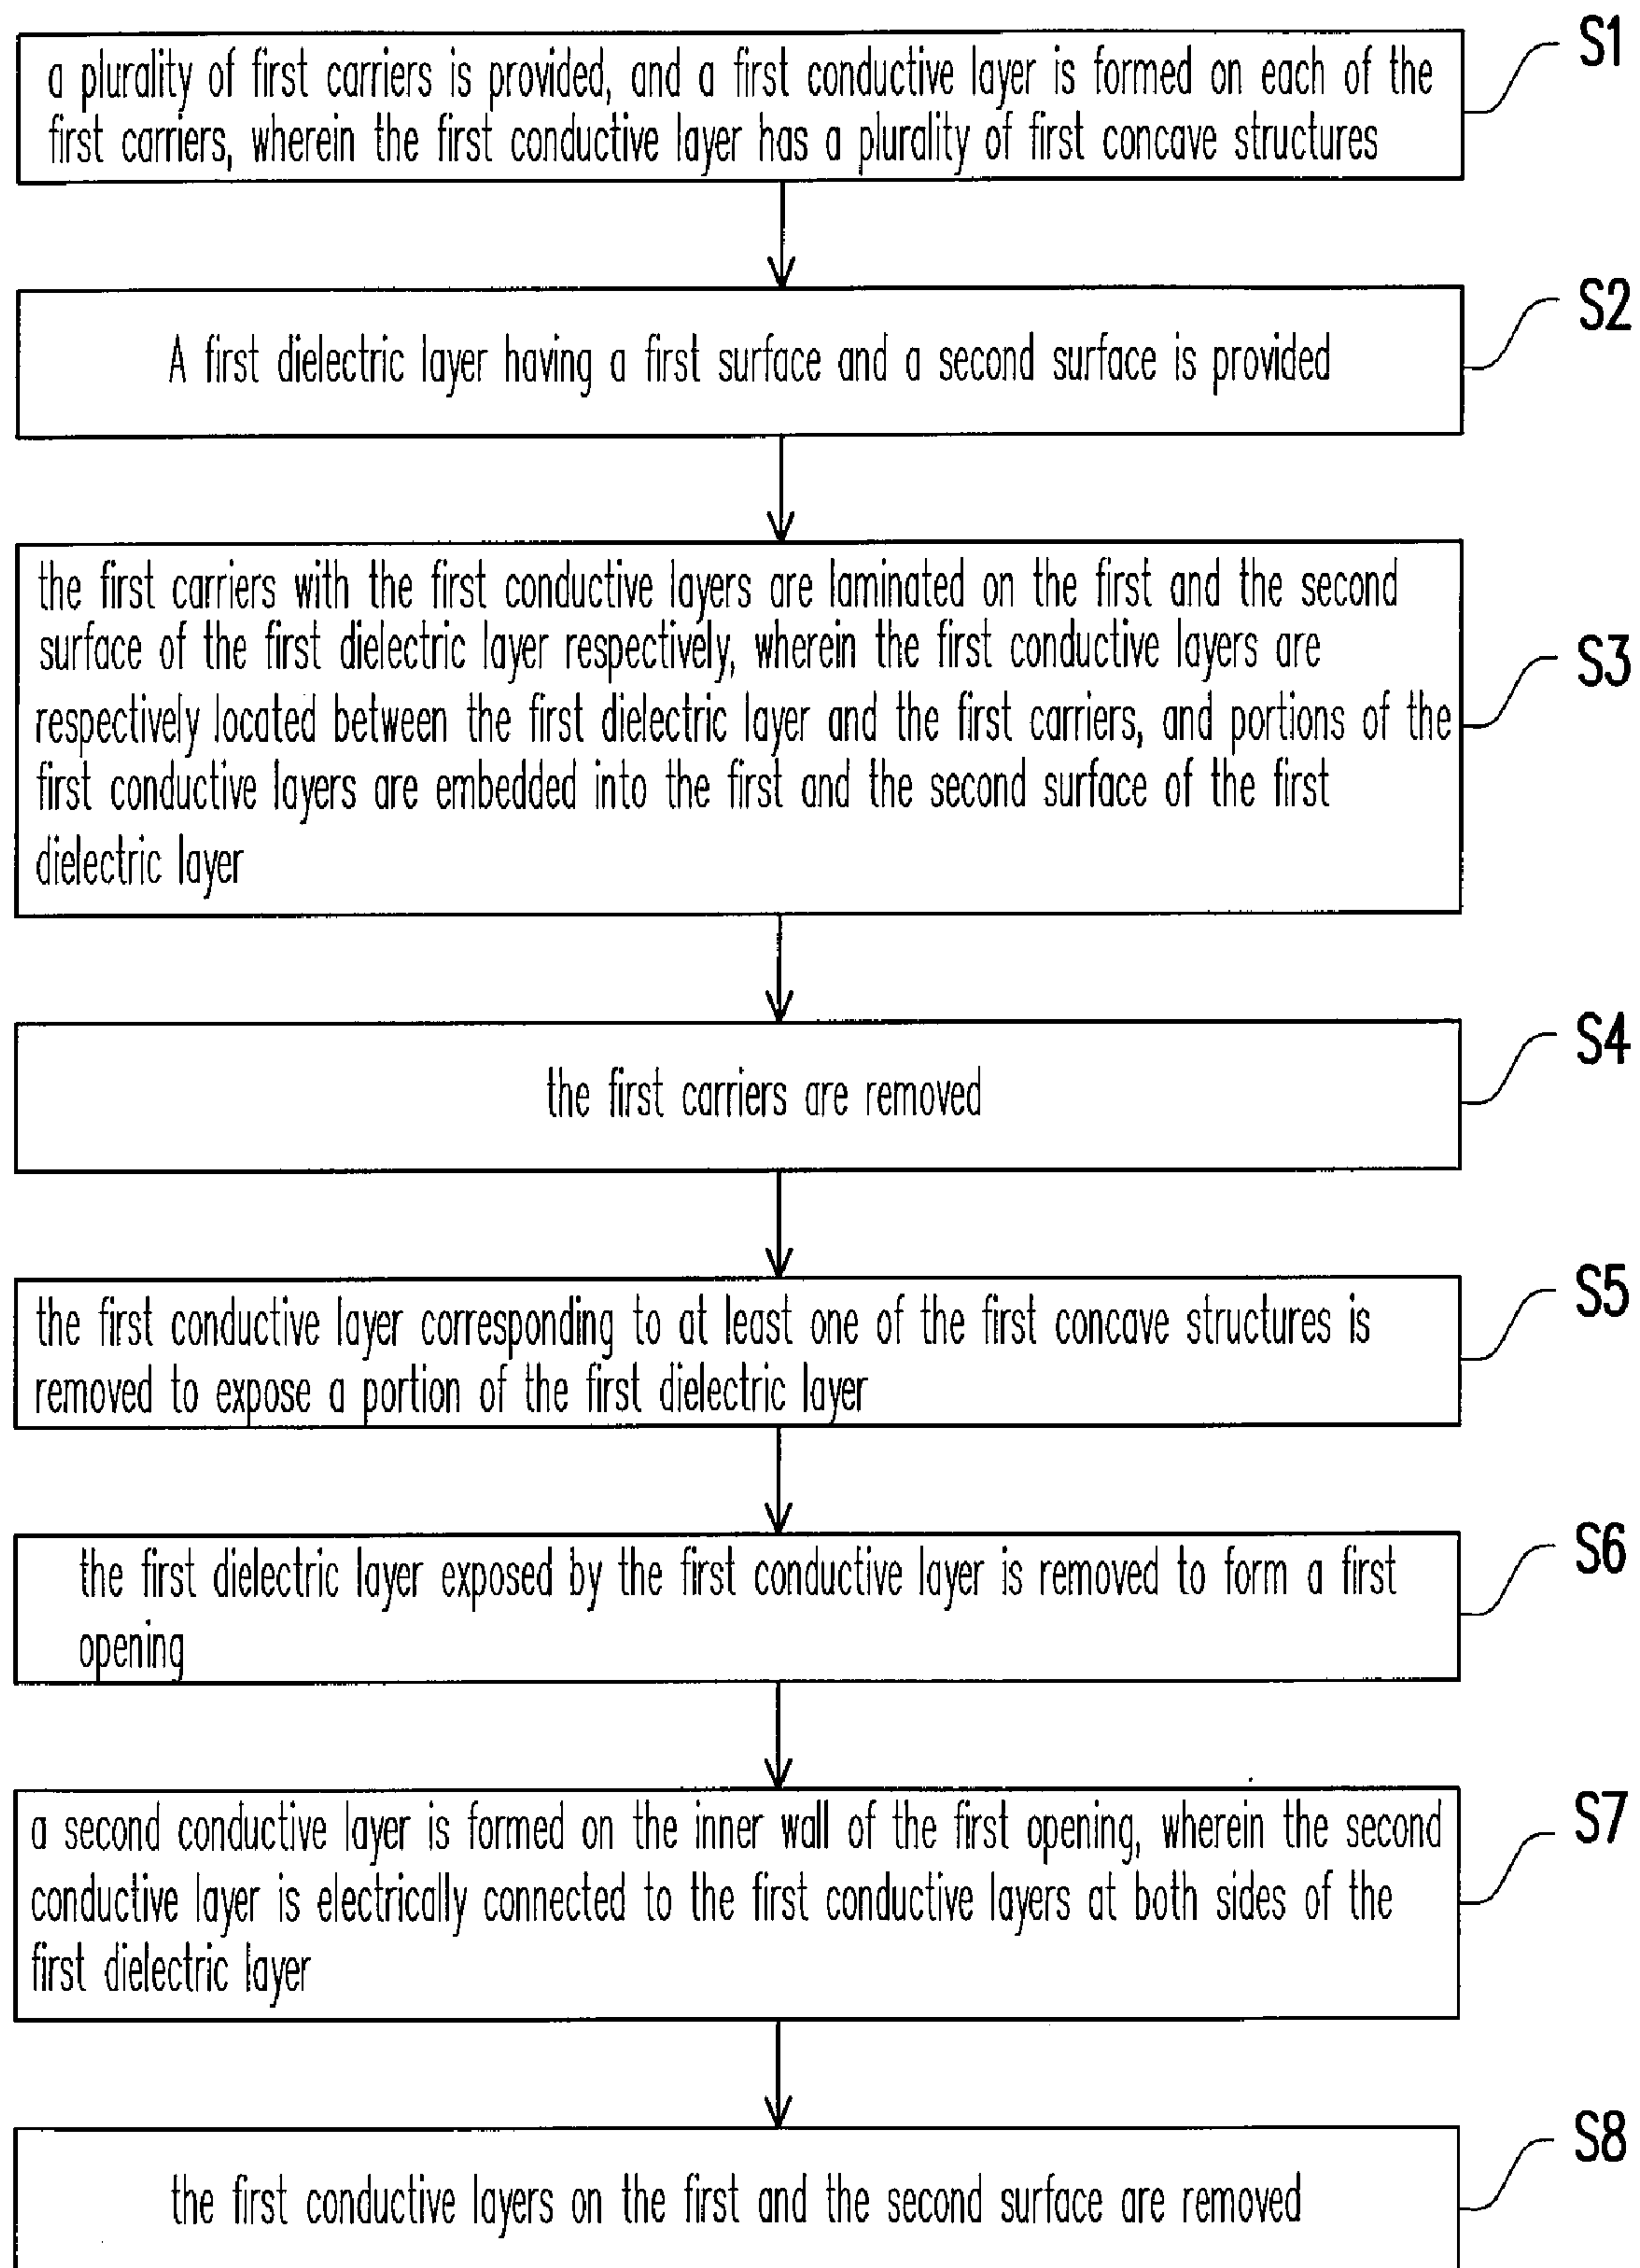 S1
a plurality of first carriers is provided, and a first conductive layer is formed on each of the
first carriers, wherein the first conductive layer has a plurality of first concave structures
S2
A first dielectric layer having a first surface and a second surface is provided
the first carriers with the first conductive layers are laminated on the first and the second
surface of the first dielectric layer respectively, wherein the first conductive layers are
S3
respectively located between the first dielectric layer and the first carriers, and portions of the
first conductive layers are embedded into the first and the second surface of the first
dielectric layer
S4
the first carriers are removed
S5
the first conductive layer corresponding to at least one of the first concave structures is
removed to expose a portion of the first dielectric layer
S6
the first dielectric layer exposed by the first conductive layer is removed to form a first
opening
S7
a second conductive layer is formed on the inner wall of the first opening, wherein the second
conductive layer is electrically connected to the first conductive layers at both sides of the
first dielectric layer
S8
the first conductive layers on the first and the second surface are removed